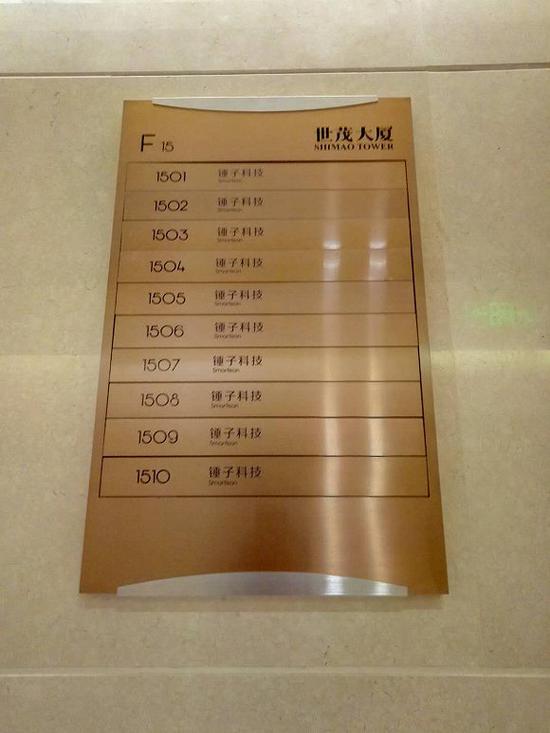 F 15
世茂大厦
SHIMAO TOWER
1501 锤子科技
Smartisan
1502 锤子科技
Smartisan
1503 锤子科技
Smartisan
1504 锤子科技
Smartisan
1505 锤子科技
Smartisan
1506 锤子科技
Smartisan
1507 锤子科技
Smartisan
1508 锤子科技
Smartisan
1509 锤子科技
Smartisan
1510 锤子科技
Smartisan